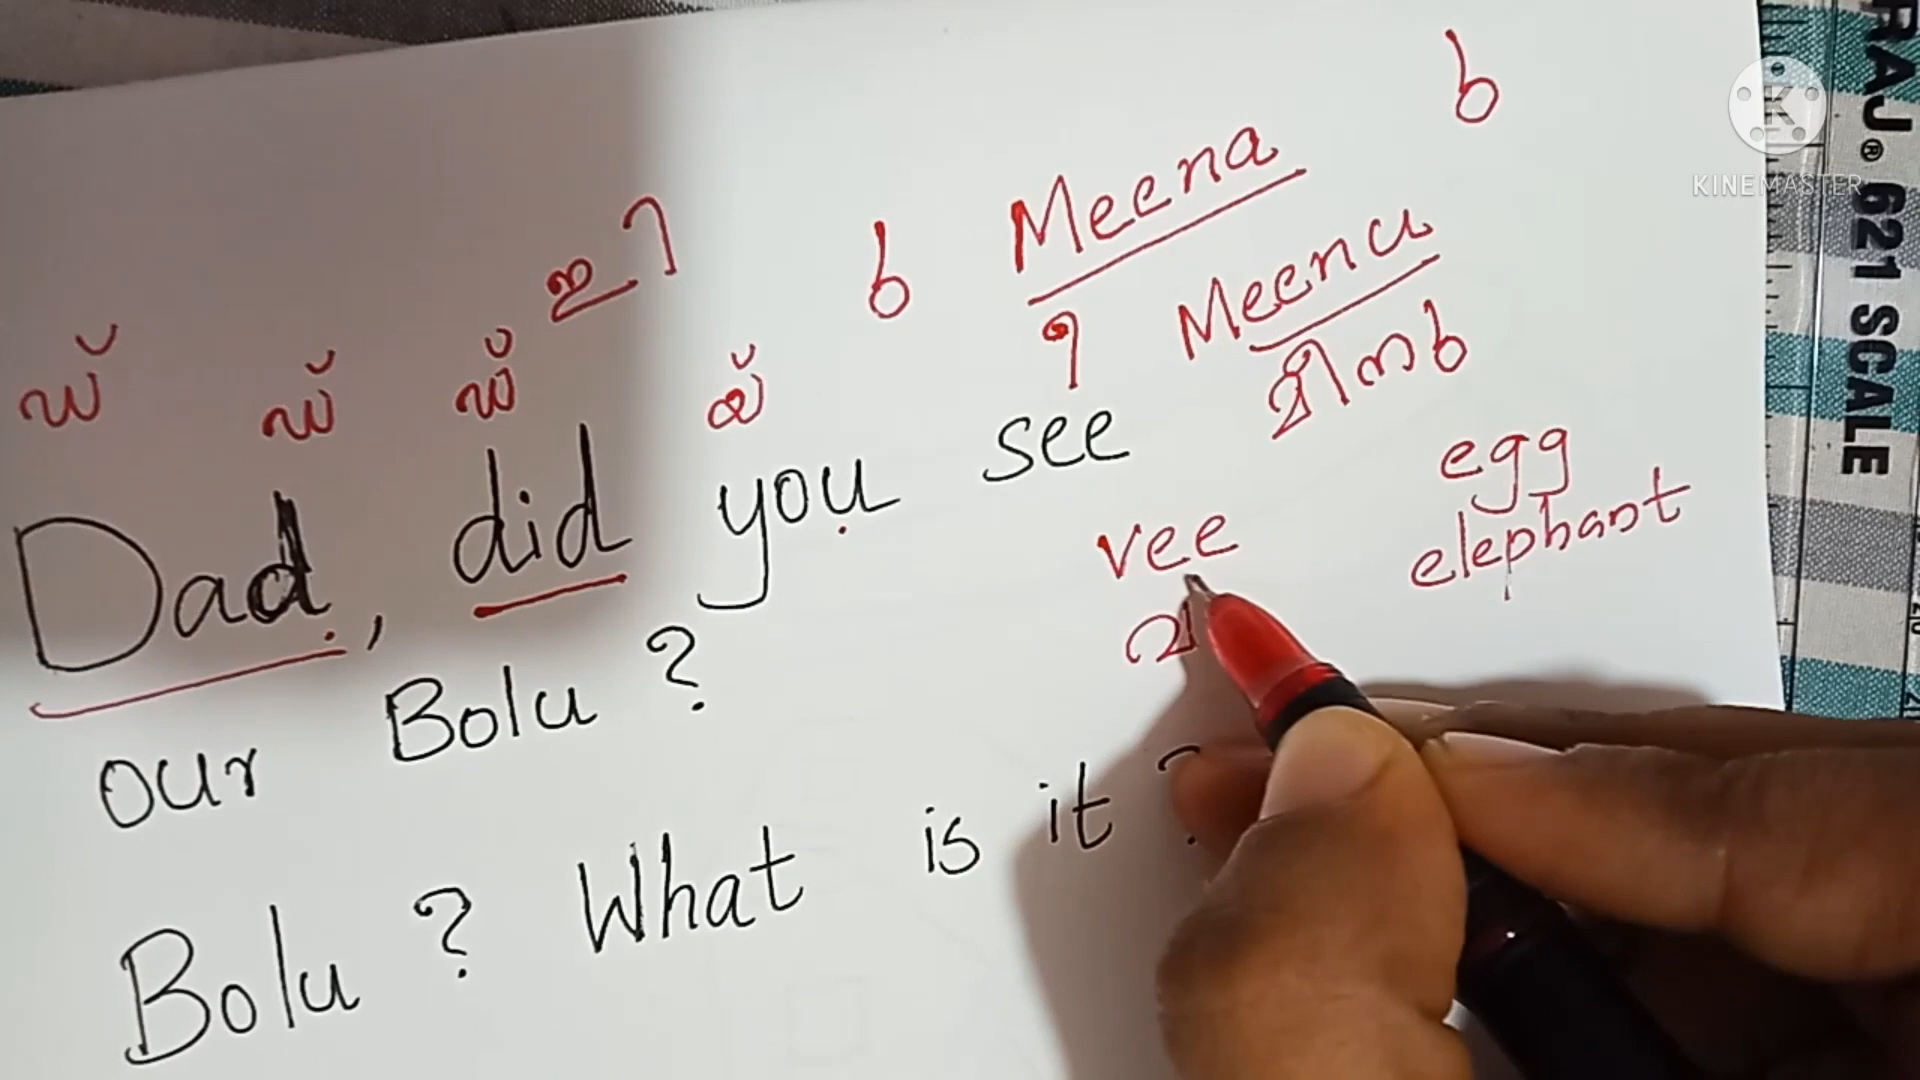 b
Meena
ൂ b
Meenu
ീ
മീനു
ഡ് ഡ് ഡ് യ്
egg
Dad, did you see
elephant
vee
വ
our Bolu ?
Bolu ? What is it ?
RAJ® 621 SCALE
KINEMASTER